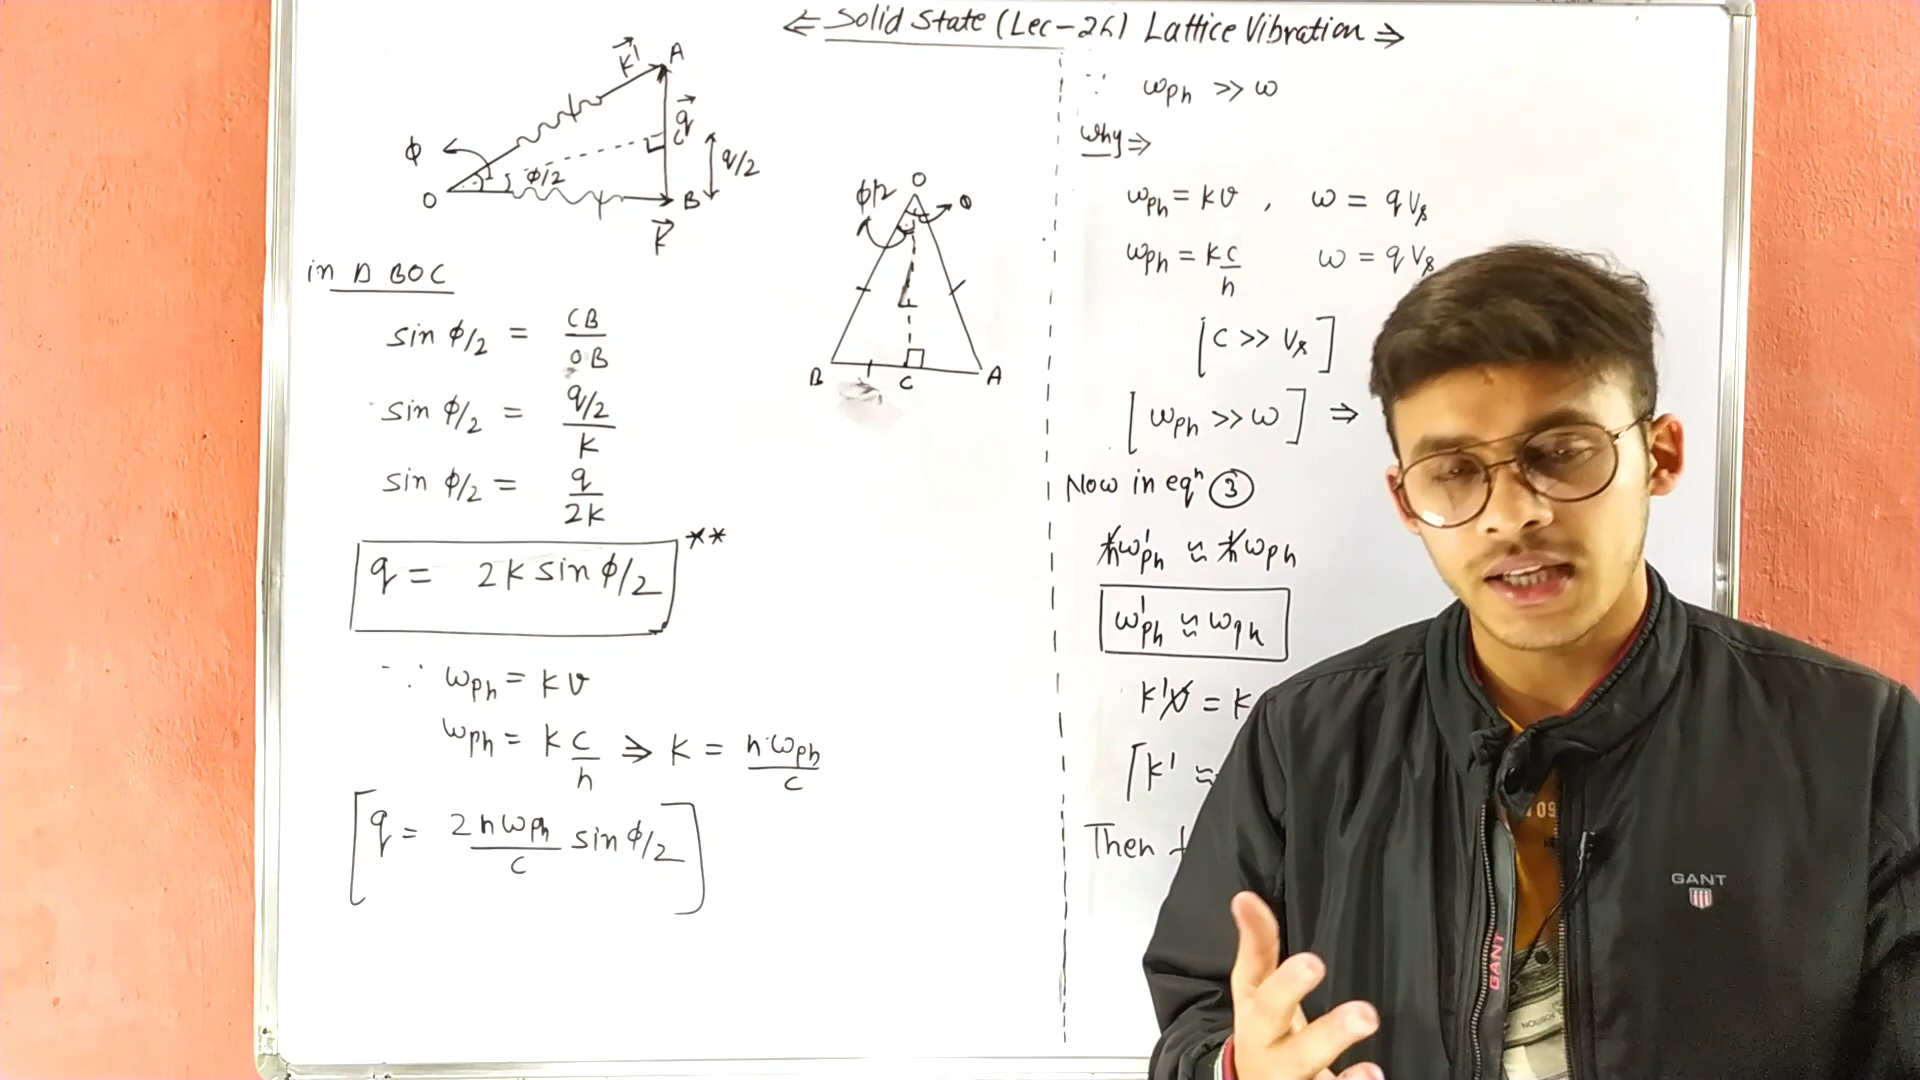 ⇐ Solid State (Lec-26) Lattice Vibration ⇒
K⃗' A
q⃗
C
q/2
ϕ
ϕ/2
O
B
K⃗
in Δ BOC
sin ϕ/2 = CB / OB
sin ϕ/2 = q/2 / K
sin ϕ/2 = q / 2K
q = 2K sin ϕ/2 **
∵ ωph = Kv
ωph = K c/n ⇒ K = n·ωph / c
[q = 2nωph / c sin ϕ/2]
O
ϕ/2
B C A
∵ ωph >> ω
Why ⇒
ωph = Kv , ω = q vs
ωph = K c/n ω = q vs
[c >> vs]
[ωph >> ω] ⇒
Now in eqn ③
ħω'ph ≈ ħωph
ω'ph ≈ ωph
K'v = K
[K' ≈
Then
GANT
GANT